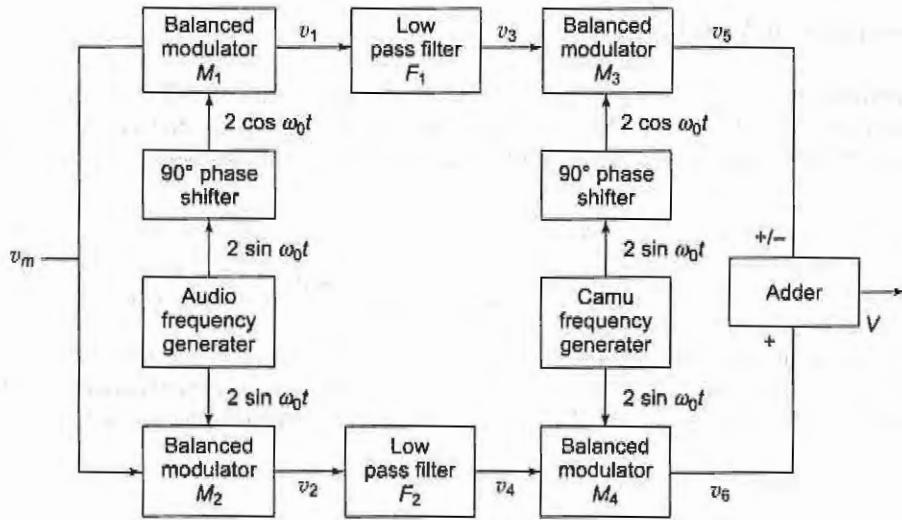 Balanced
modulator
M₁
v₁
Low
pass filter
F₁
v₃
Balanced
modulator
M₃
v₅
2 cos ω₀t
2 cos ω₀t
90° phase
shifter
90° phase
shifter
2 sin ω₀t
2 sin ω₀t
vₘ
+/–
Audio
frequency
generater
Camu
frequency
generater
Adder
V
+
2 sin ω₀t
2 sin ω₀t
Balanced
modulator
M₂
v₂
Low
pass filter
F₂
v₄
Balanced
modulator
M₄
v₆